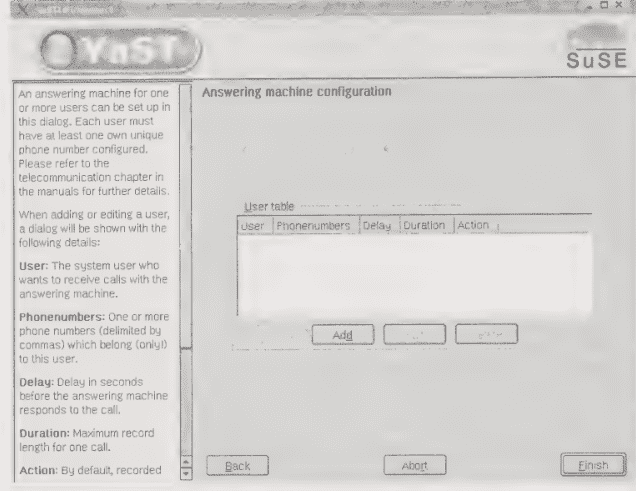 YaST
SuSE
An answering machine for one
or more users can be set up in
this dialog. Each user must
have at least one own unique
phone number configured.
Please refer to the
telecommunication chapter in
the manuals for further details.
When adding or editing a user,
a dialog will be shown with the
following details:
User: The system user who
wants to receive calls with the
answering machine.
Phonenumbers: One or more
phone numbers (delimited by
commas) which belong (only!)
to this user.
Delay: Delay in seconds
before the answering machine
responds to the call.
Duration: Maximum record
length for one call.
Action: By default, recorded
Answering machine configuration
User table
User Phonenumbers Delay Duration Action
Add
Back Abort Finish